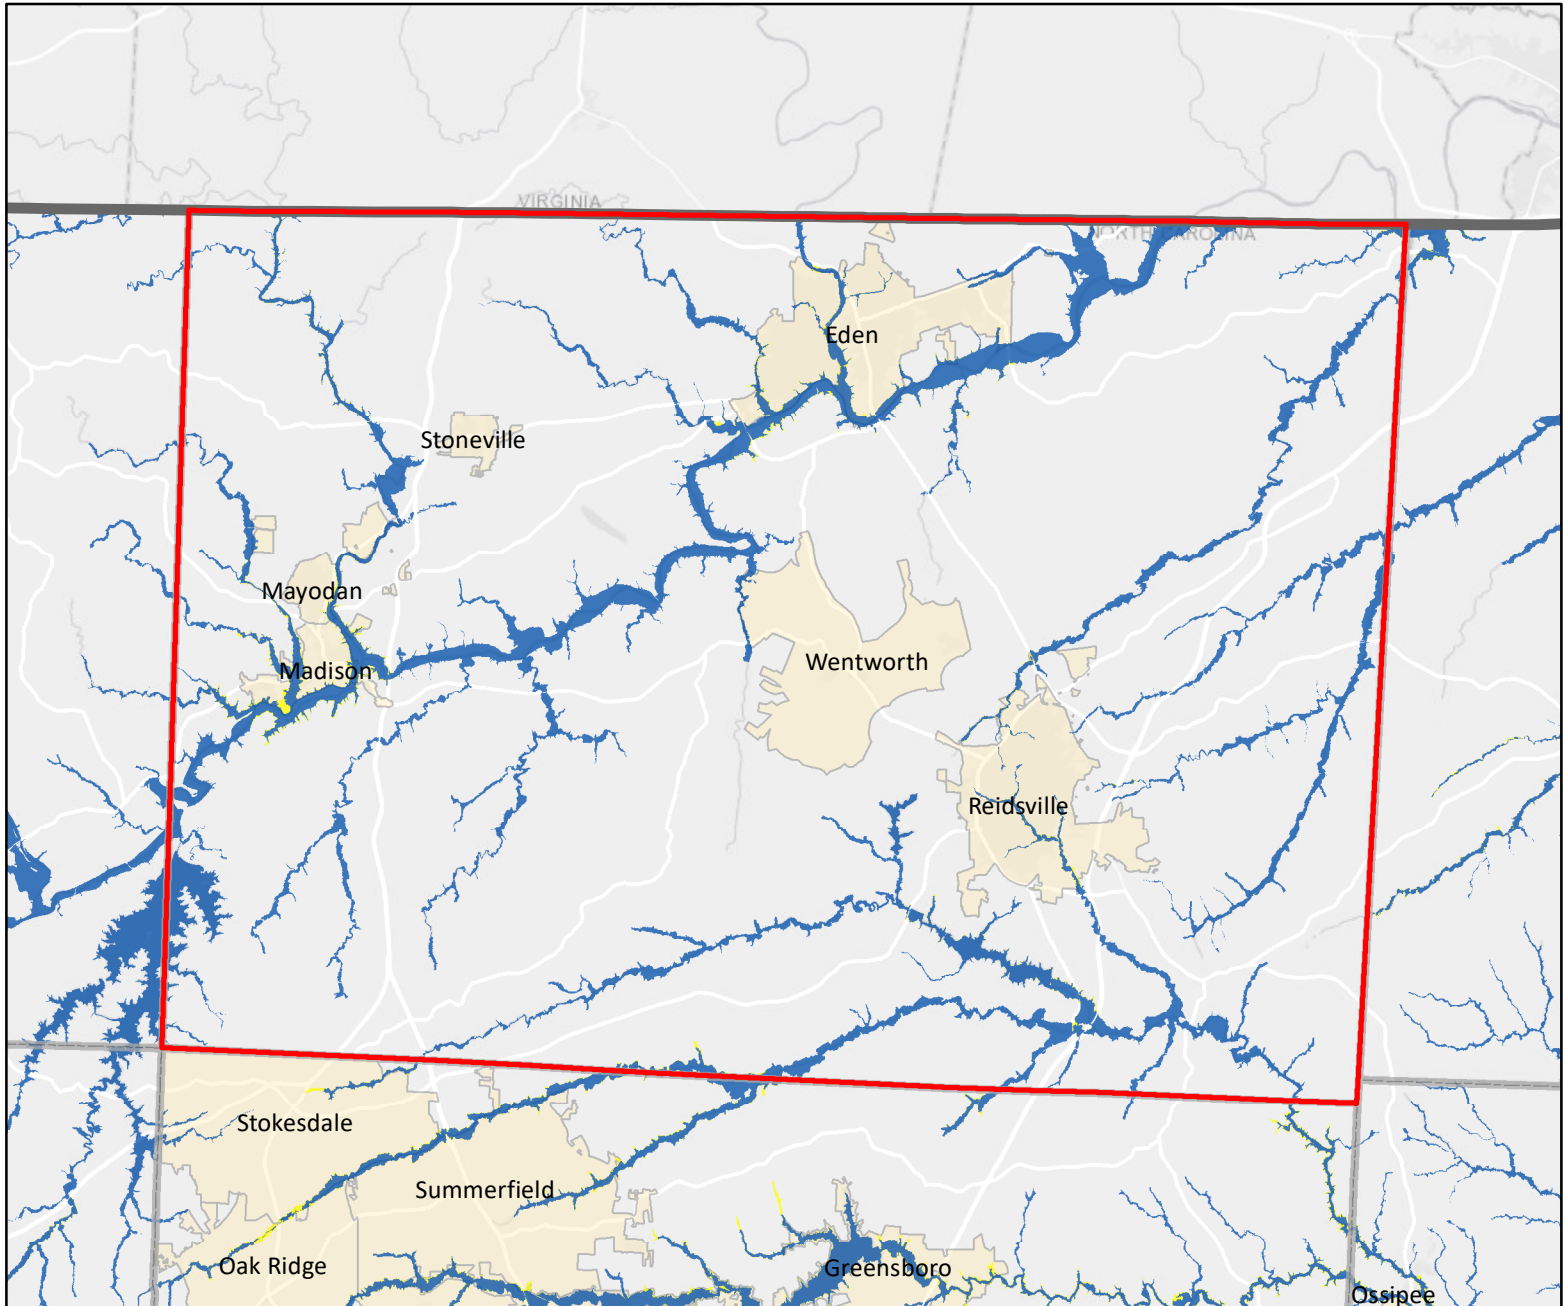 VIRGINIA
NORTH CAROLINA
Eden
Stoneville
Mayodan
Madison
Wentworth
Reidsville
Stokesdale
Summerfield
Oak Ridge
Greensboro
Ossipee